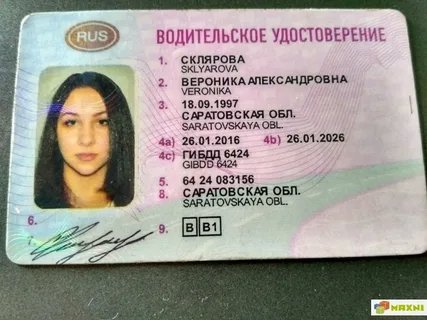 RUS ВОДИТЕЛЬСКОЕ УДОСТОВЕРЕНИЕ
1. СКЛЯРОВА
SKLYAROVA
2. ВЕРОНИКА АЛЕКСАНДРОВНА
VERONIKA
3. 18.09.1997
САРАТОВСКАЯ ОБЛ.
SARATOVSKAYA OBL.
4a) 26.01.2016 4b) 26.01.2026
4c) ГИБДД 6424
GIBDD 6424
5. 64 24 083156
8. САРАТОВСКАЯ ОБЛ.
SARATOVSKAYA OBL.
6.
7.
9. B B1
MAXNI